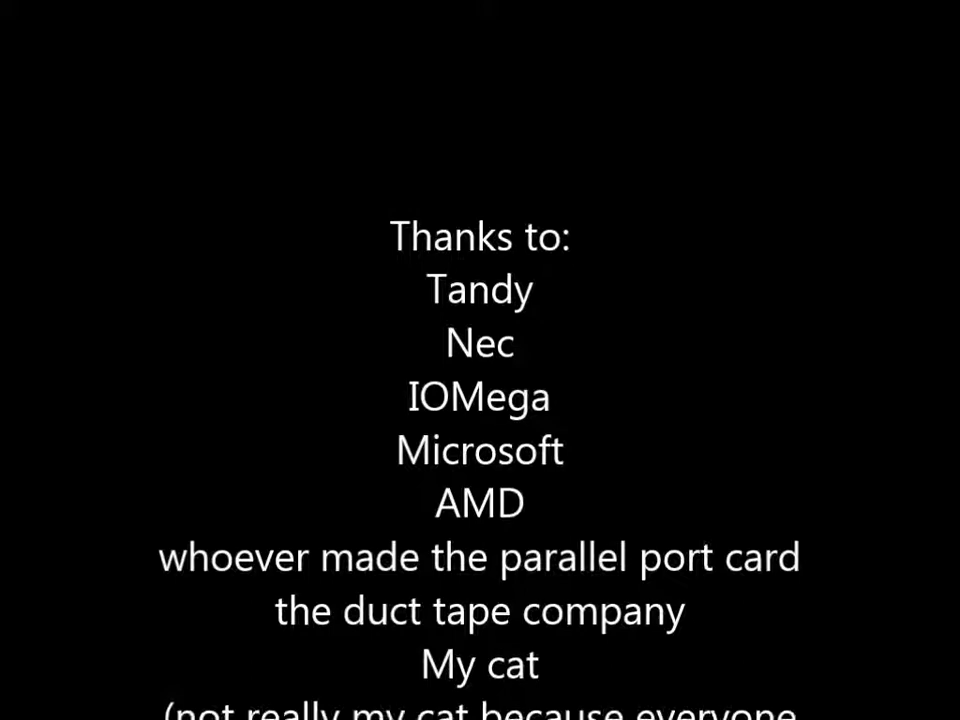 Thanks to:
Tandy
Nec
IOMega
Microsoft
AMD
whoever made the parallel port card
the duct tape company
My cat
(not really my cat because everyone